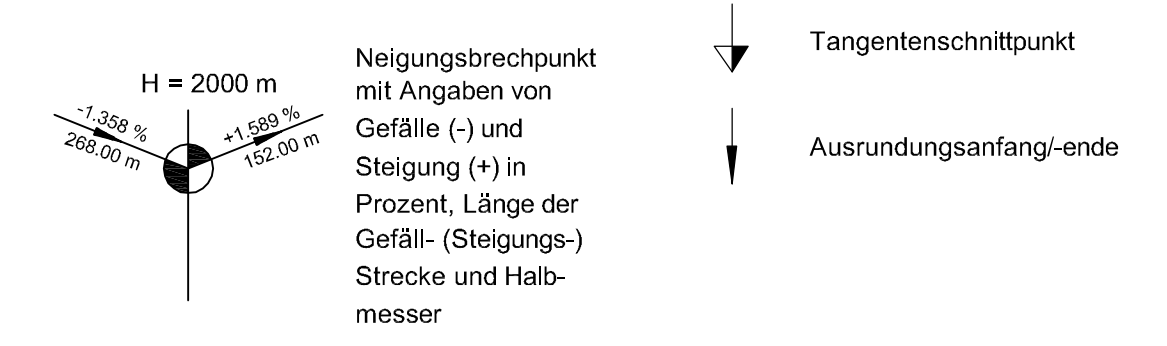 H = 2000 m
-1.358 %
268.00 m
+1.589 %
152.00 m
Neigungsbrechpunkt
mit Angaben von
Gefälle (-) und
Steigung (+) in
Prozent, Länge der
Gefäll- (Steigungs-)
Strecke und Halb-
messer
Tangentenschnittpunkt
Ausrundungsanfang/-ende